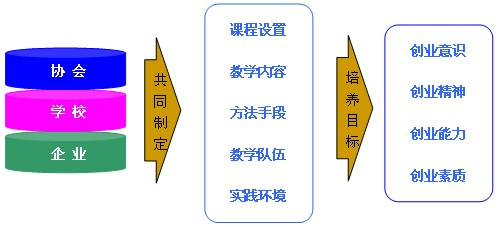 协 会
学 校
企 业
共同制定
课程设置
教学内容
方法手段
教学队伍
实践环境
培养目标
创业意识
创业精神
创业能力
创业素质